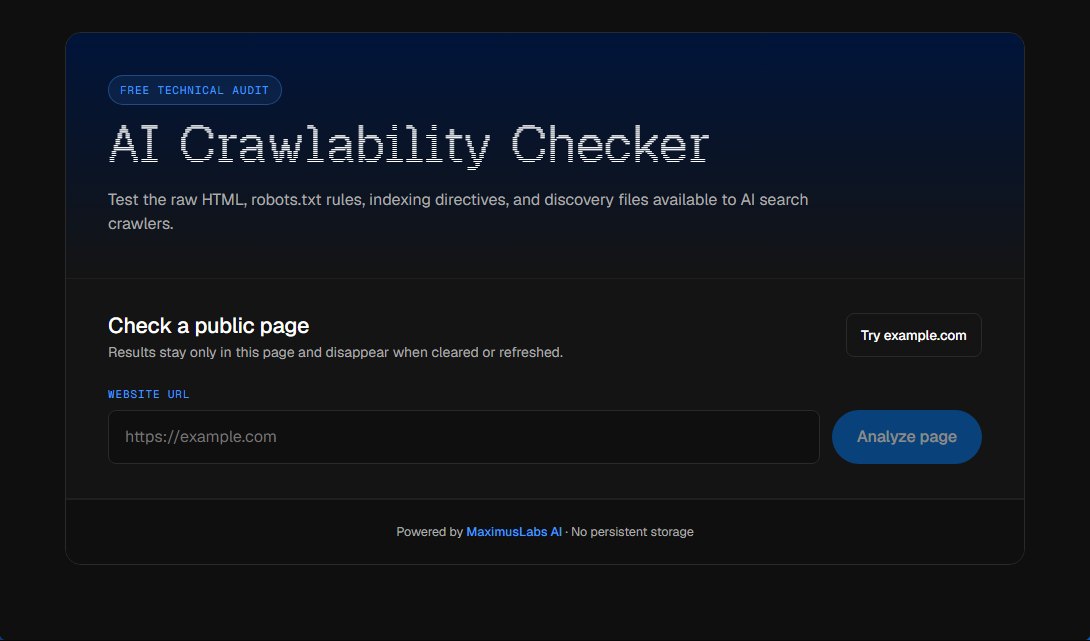 FREE TECHNICAL AUDIT
AI Crawlability Checker
Test the raw HTML, robots.txt rules, indexing directives, and discovery files available to AI search
crawlers.
Check a public page
Try example.com
Results stay only in this page and disappear when cleared or refreshed.
WEBSITE URL
https://example.com
Analyze page
Powered by MaximusLabs AI · No persistent storage